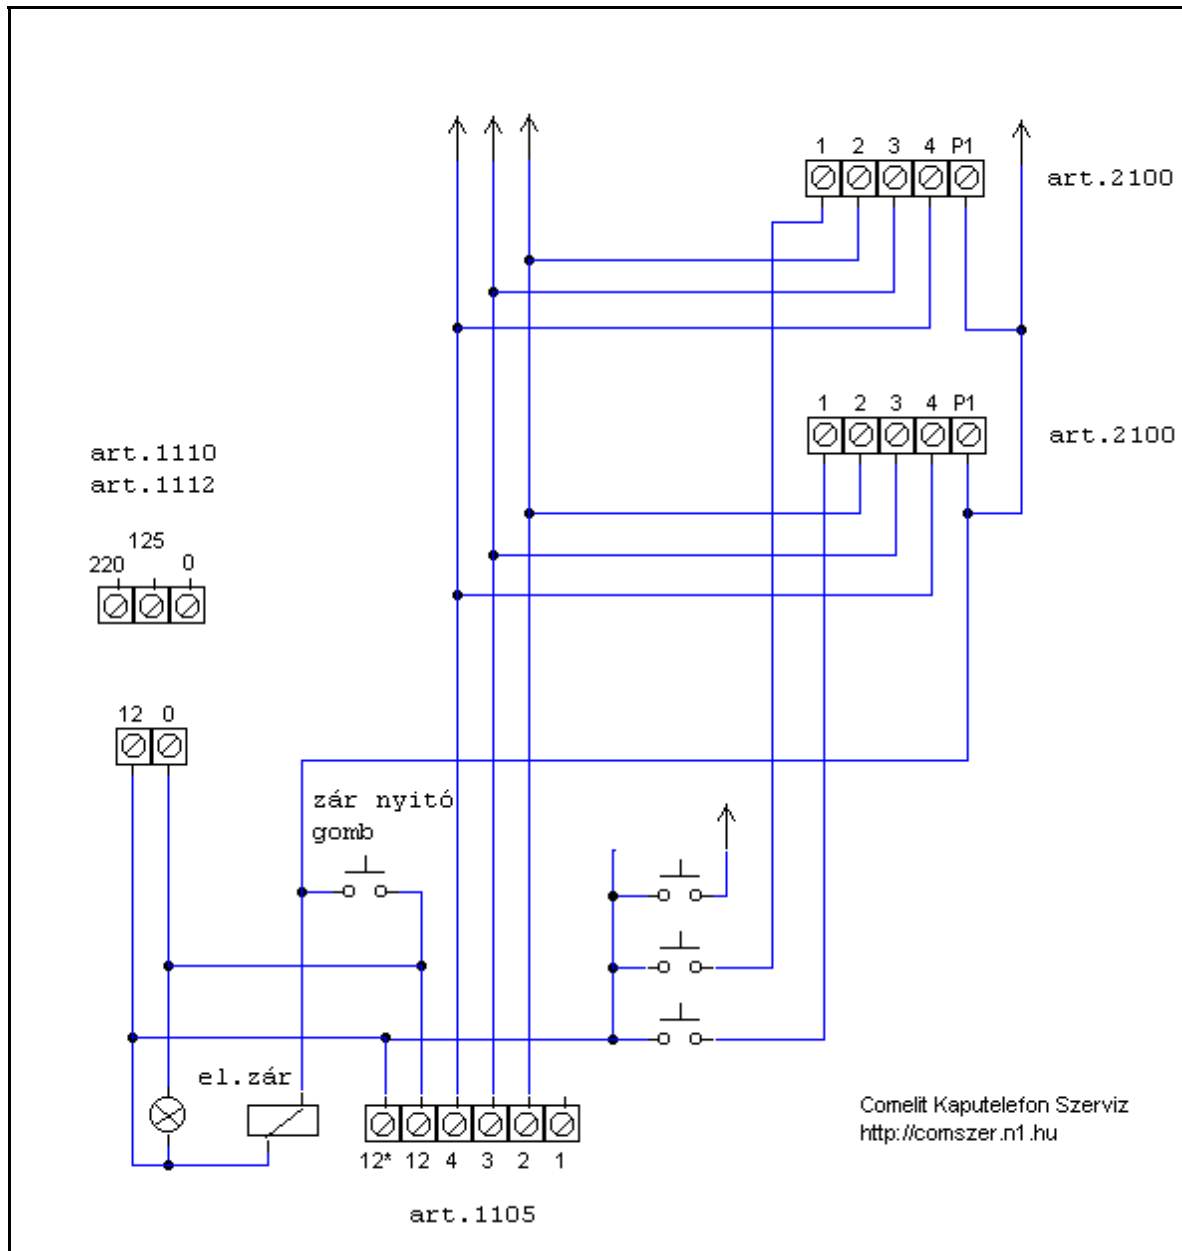 1 2 3 4 P1
art.2100
1 2 3 4 P1
art.2100
art.1110
art.1112
125
220 0
12 0
zár nyitó
gomb
el.zár
12* 12 4 3 2 1
art.1105
Comelit Kaputelefon Szerviz
http://comszer.n1.hu